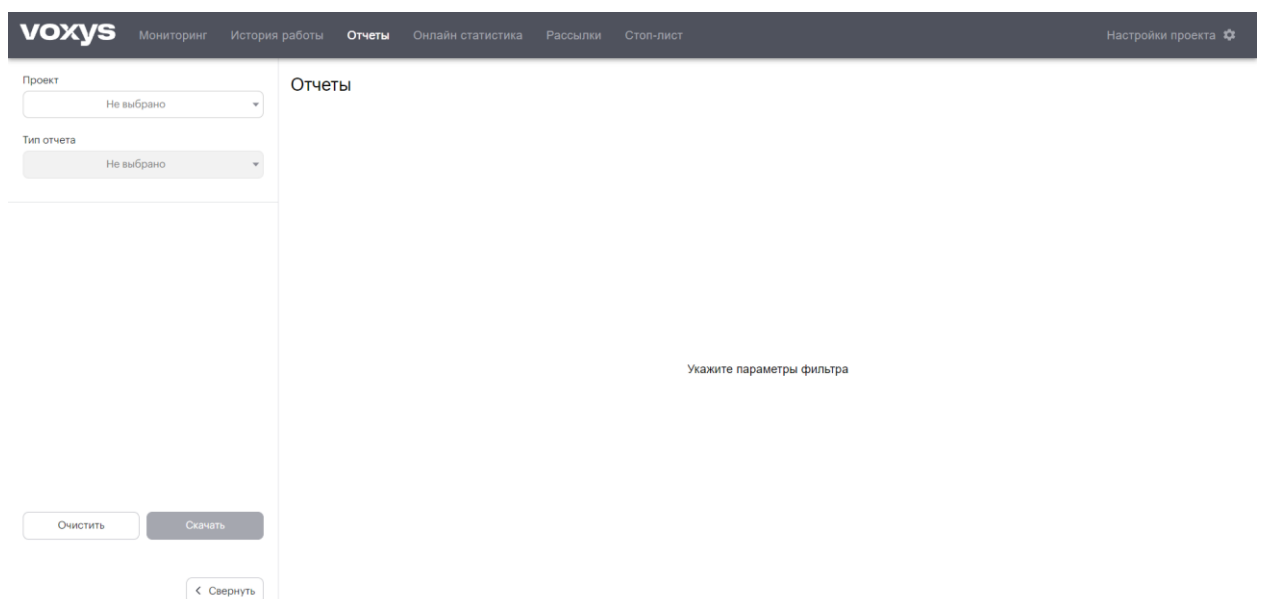 voxys Мониторинг История работы Отчеты Онлайн статистика Рассылки Стоп-лист Настройки проекта
Проект
Не выбрано
Тип отчета
Не выбрано
Отчеты
Укажите параметры фильтра
Очистить Скачать
Свернуть